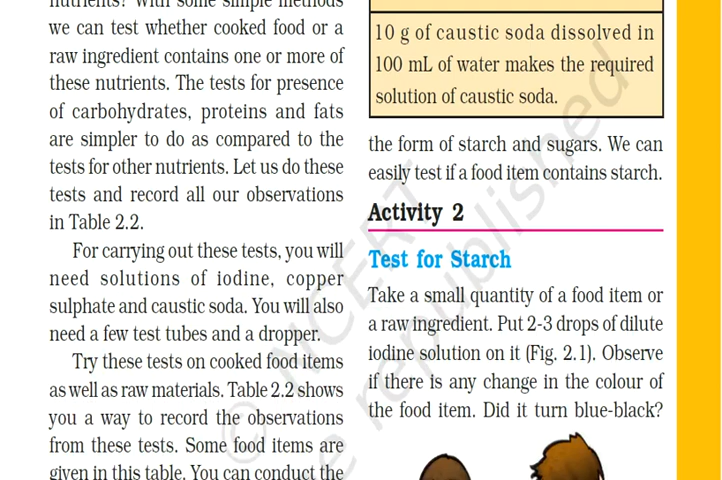 nutrients? With some simple methods
we can test whether cooked food or a
raw ingredient contains one or more of
these nutrients. The tests for presence
of carbohydrates, proteins and fats
are simpler to do as compared to the
tests for other nutrients. Let us do these
tests and record all our observations
in Table 2.2.
For carrying out these tests, you will
need solutions of iodine, copper
sulphate and caustic soda. You will also
need a few test tubes and a dropper.
Try these tests on cooked food items
as well as raw materials. Table 2.2 shows
you a way to record the observations
from these tests. Some food items are
given in this table. You can conduct the
10 g of caustic soda dissolved in
100 mL of water makes the required
solution of caustic soda.
the form of starch and sugars. We can
easily test if a food item contains starch.
Activity 2
Test for Starch
Take a small quantity of a food item or
a raw ingredient. Put 2-3 drops of dilute
iodine solution on it (Fig. 2.1). Observe
if there is any change in the colour of
the food item. Did it turn blue-black?
© NCERT
be republished